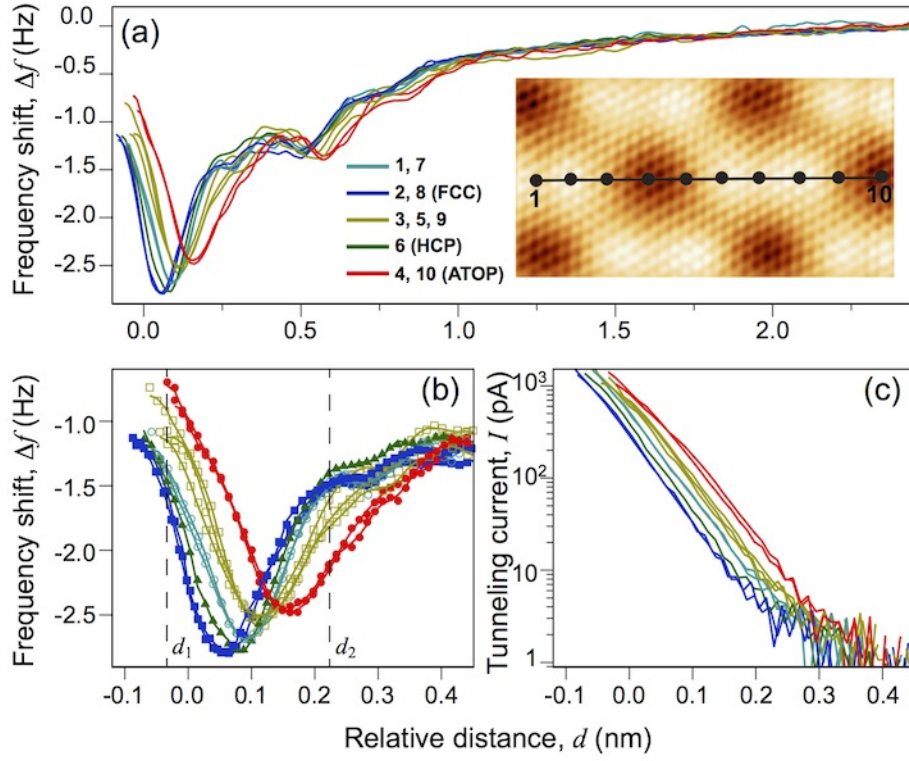 (a)
Frequency shift, Δf (Hz)
0.0
-0.5
-1.0
-1.5
-2.0
-2.5
1, 7
2, 8 (FCC)
3, 5, 9
6 (HCP)
4, 10 (ATOP)
1
10
0.0 0.5 1.0 1.5 2.0
(b)
Frequency shift, Δf (Hz)
-1.0
-1.5
-2.0
-2.5
d1
d2
-0.1 0.0 0.1 0.2 0.3 0.4
(c)
Tunneling current, I (pA)
10³
10²
10
1
-0.1 0.0 0.1 0.2 0.3 0.4
Relative distance, d (nm)